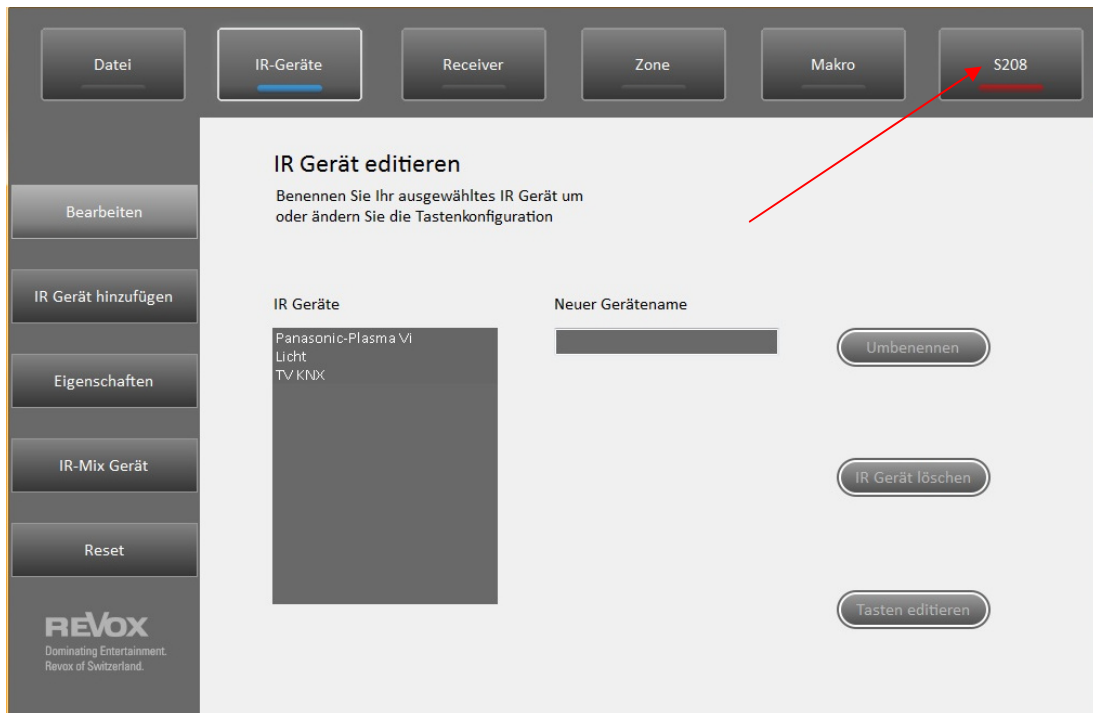 Datei
IR-Geräte
Receiver
Zone
Makro
S208
IR Gerät editieren
Benennen Sie Ihr ausgewähltes IR Gerät um
oder ändern Sie die Tastenkonfiguration
Bearbeiten
IR Gerät hinzufügen
Eigenschaften
IR-Mix Gerät
Reset
IR Geräte
Panasonic-Plasma Vi
Licht
TV KNX
Neuer Gerätename
Umbenennen
IR Gerät löschen
Tasten editieren
REVOX
Dominating Entertainment.
Revox of Switzerland.